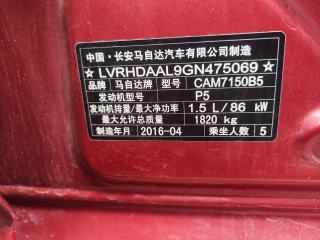 中国·长安马自达汽车有限公司制造
☆LVRHDAAL9GN475069☆
品牌 马自达牌 型号 CAM7150B5
发动机型号 P5
发动机排量/最大净功率 1.5 L/86 kW
最大允许总质量 1820 kg
制造年月 2016-04 乘坐人数 5